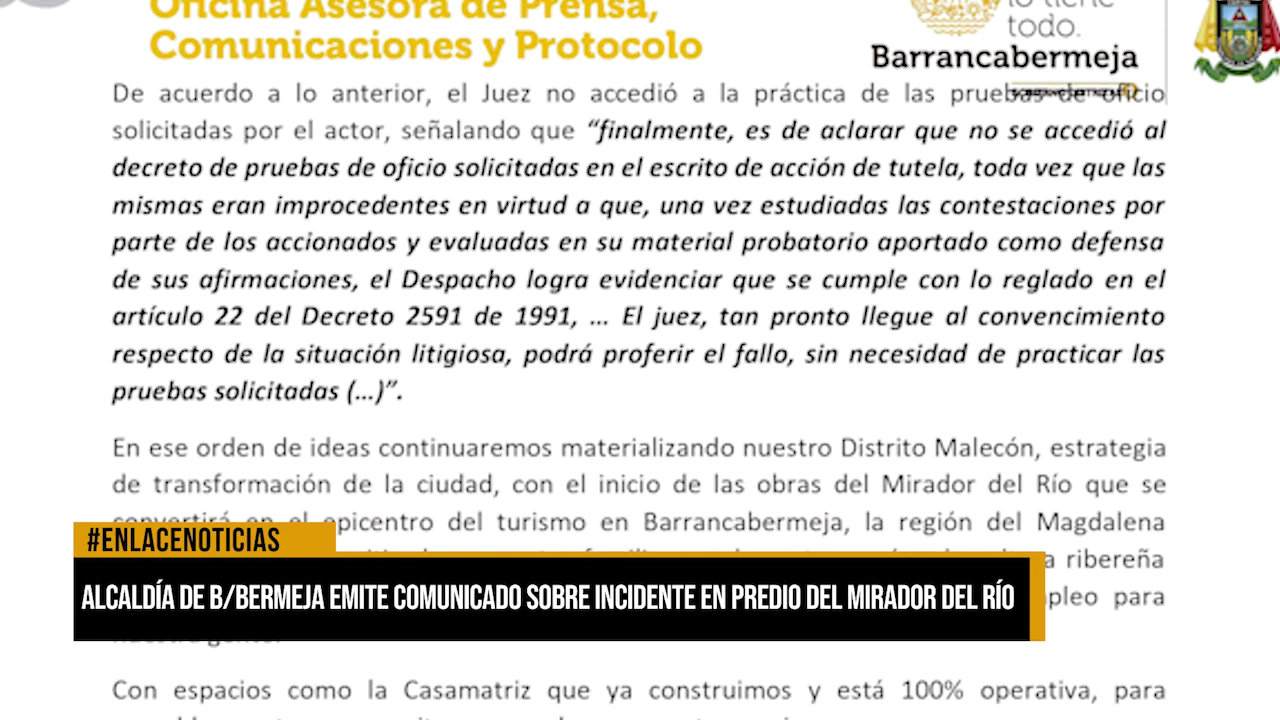 Oficina Asesora de Prensa,
Comunicaciones y Protocolo
lo tiene
todo.
Barrancabermeja
De acuerdo a lo anterior, el Juez no accedió a la práctica de las pruebas de oficio
solicitadas por el actor, señalando que “finalmente, es de aclarar que no se accedió al
decreto de pruebas de oficio solicitadas en el escrito de acción de tutela, toda vez que las
mismas eran improcedentes en virtud a que, una vez estudiadas las contestaciones por
parte de los accionados y evaluadas en su material probatorio aportado como defensa
de sus afirmaciones, el Despacho logra evidenciar que se cumple con lo reglado en el
artículo 22 del Decreto 2591 de 1991, … El juez, tan pronto llegue al convencimiento
respecto de la situación litigiosa, podrá proferir el fallo, sin necesidad de practicar las
pruebas solicitadas (…)”.
En ese orden de ideas continuaremos materializando nuestro Distrito Malecón, estrategia
de transformación de la ciudad, con el inicio de las obras del Mirador del Río que se
convertirá en el epicentro del turismo en Barrancabermeja, la región del Magdalena
ribereña
para
#ENLACENOTICIAS
ALCALDÍA DE B/BERMEJA EMITE COMUNICADO SOBRE INCIDENTE EN PREDIO DEL MIRADOR DEL RÍO
Con espacios como la Casamatriz que ya construimos y está 100% operativa, para